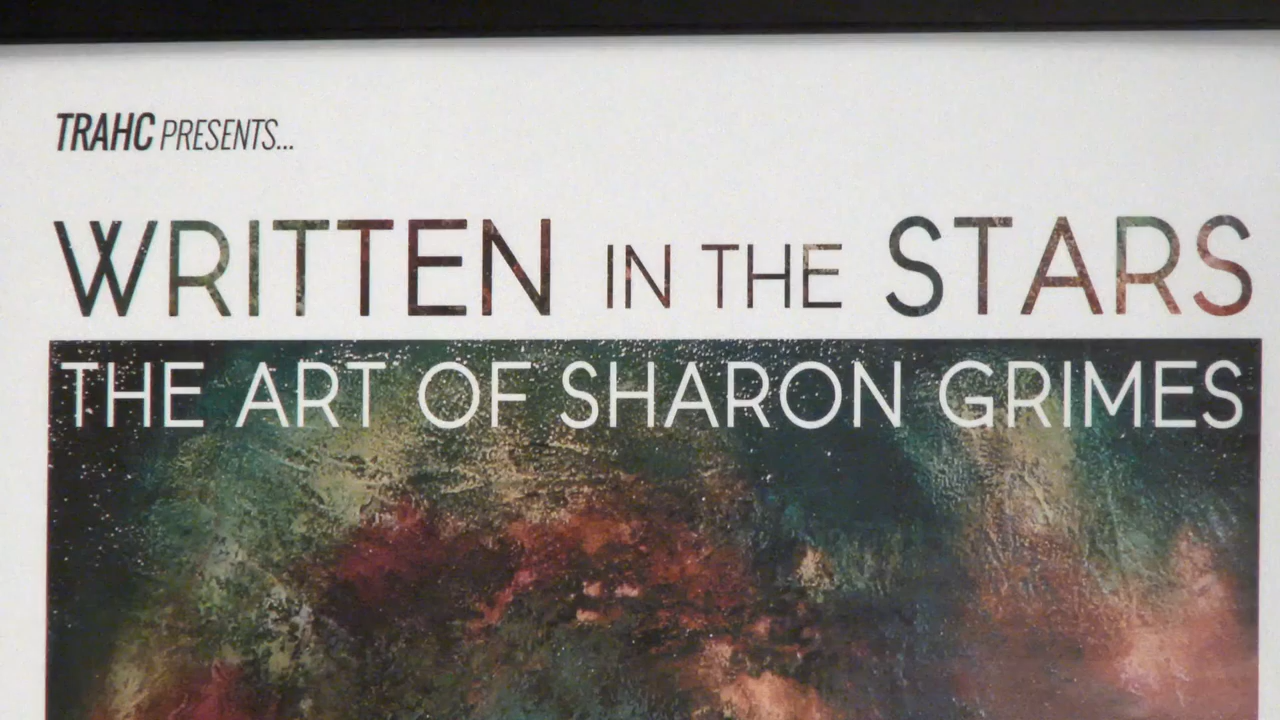 TRAHC PRESENTS...
WRITTEN IN THE STARS
THE ART OF SHARON GRIMES